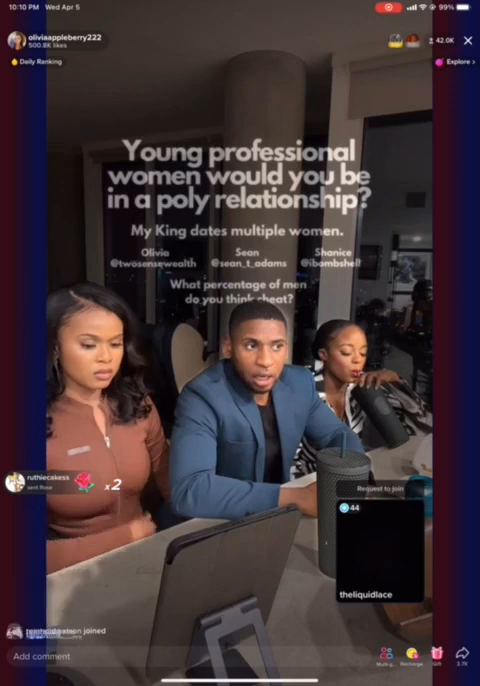 10:10 PM Wed Apr 5
99%
oliviaappleberry222
500.8K likes
42.0K
Daily Ranking
Explore >
Young professional
women would you be
in a poly relationship?
My King dates multiple women.
Olivia Sean Shanice
@twosensewealth @sean_t_adams @ibombshell
What percentage of men
do you think cheat?
ruthiecakess
sent Rose
x2
Request to join
44
theliquidlace
joined
Add comment
Multi-g...
Recharge
Gift
3.7K